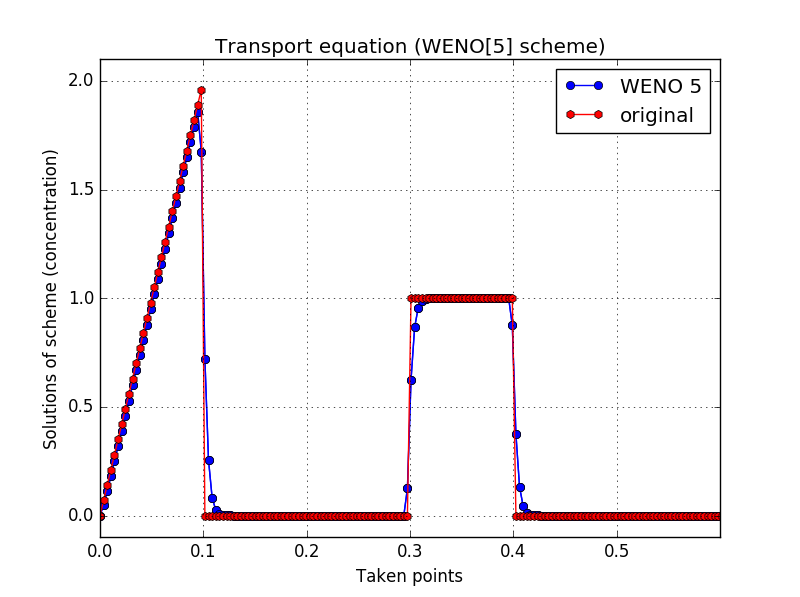 Transport equation (WENO[5] scheme)
WENO 5
original
Solutions of scheme (concentration)
2.0
1.5
1.0
0.5
0.0
0.0 0.1 0.2 0.3 0.4 0.5
Taken points